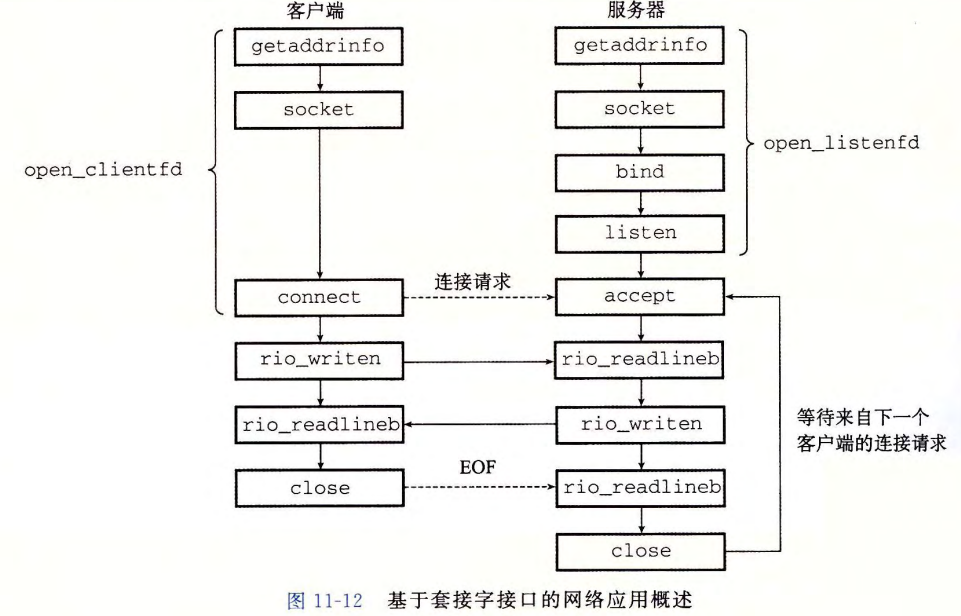 客户端
服务器
getaddrinfo
getaddrinfo
socket
socket
open_clientfd
open_listenfd
bind
listen
连接请求
connect
accept
rio_writen
rio_readlineb
rio_readlineb
rio_writen
等待来自下一个
客户端的连接请求
EOF
close
rio_readlineb
close
图 11-12 基于套接字接口的网络应用概述